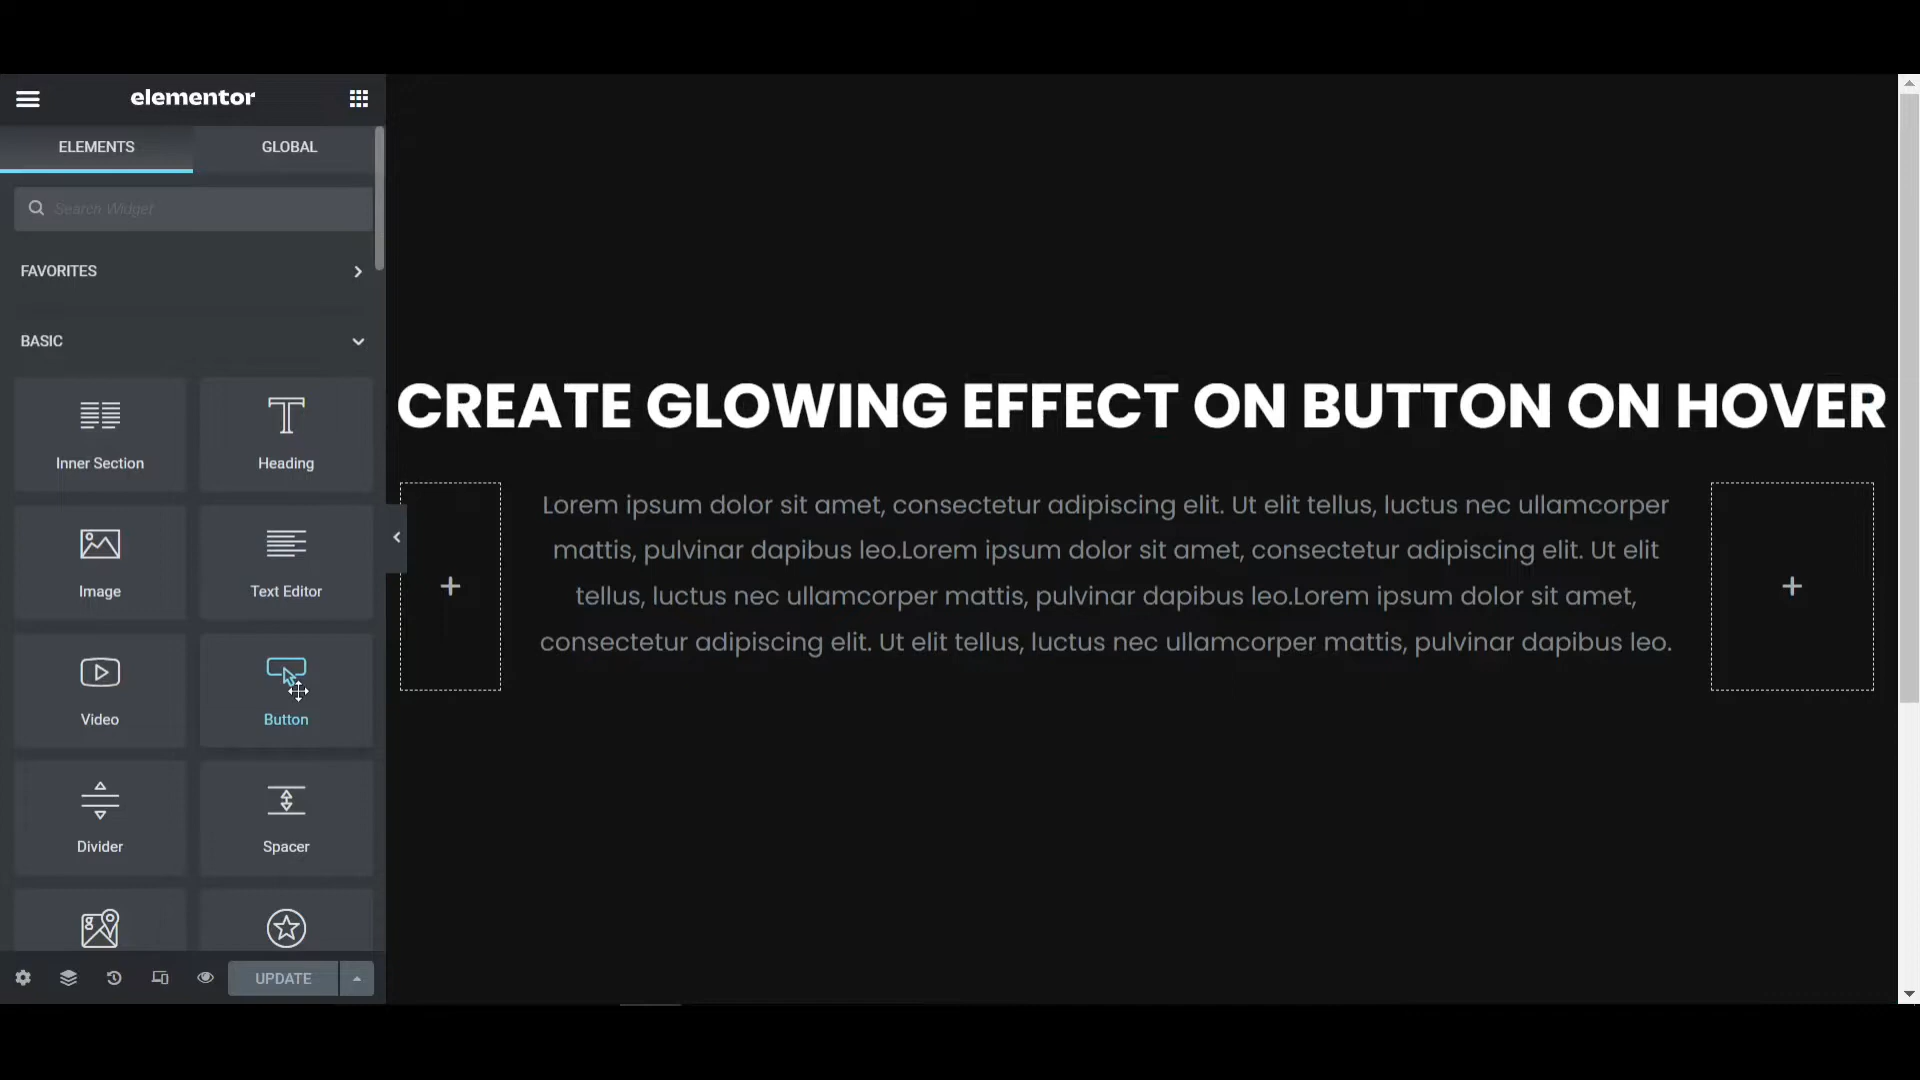 elementor
ELEMENTS
GLOBAL
Search Widget
FAVORITES
BASIC
Inner Section
Heading
Image
Text Editor
Video
Button
Divider
Spacer
UPDATE
CREATE GLOWING EFFECT ON BUTTON ON HOVER
Lorem ipsum dolor sit amet, consectetur adipiscing elit. Ut elit tellus, luctus nec ullamcorper
mattis, pulvinar dapibus leo.Lorem ipsum dolor sit amet, consectetur adipiscing elit. Ut elit
tellus, luctus nec ullamcorper mattis, pulvinar dapibus leo.Lorem ipsum dolor sit amet,
consectetur adipiscing elit. Ut elit tellus, luctus nec ullamcorper mattis, pulvinar dapibus leo.